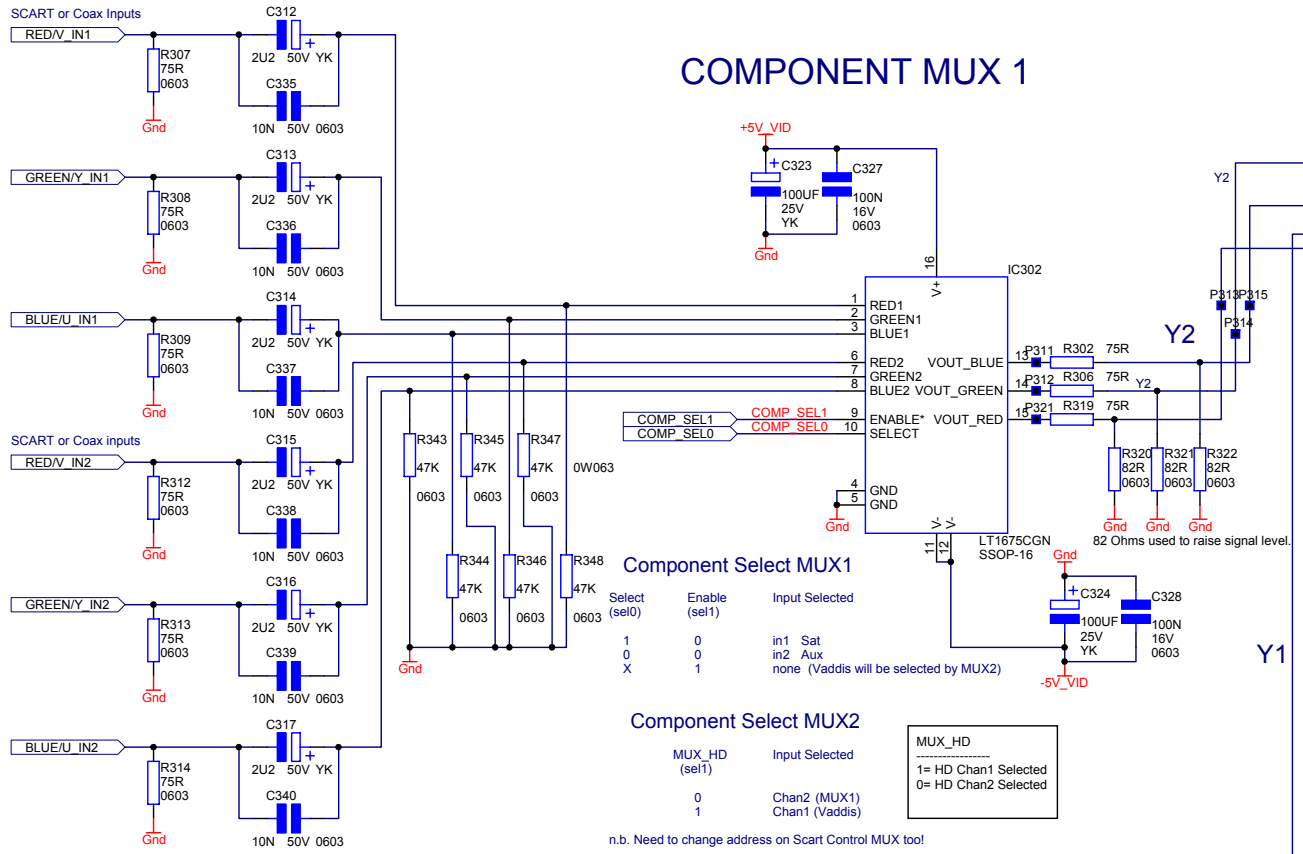 SCART or Coax Inputs
RED/V_IN1
R307
75R
0603
Gnd
C312
2U2 50V YK
+
C335
10N 50V 0603
GREEN/Y_IN1
R308
75R
0603
Gnd
C313
2U2 50V YK
+
C336
10N 50V 0603
BLUE/U_IN1
R309
75R
0603
Gnd
C314
2U2 50V YK
+
C337
10N 50V 0603
SCART or Coax inputs
RED/V_IN2
R312
75R
0603
Gnd
C315
2U2 50V YK
+
C338
10N 50V 0603
GREEN/Y_IN2
R313
75R
0603
Gnd
C316
2U2 50V YK
+
C339
10N 50V 0603
BLUE/U_IN2
R314
75R
0603
Gnd
C317
2U2 50V YK
+
C340
10N 50V 0603
COMPONENT MUX 1
+5V_VID
+
C323
100UF
25V
YK
C327
100N
16V
0603
Gnd
IC302
16
V+
1
RED1
2
GREEN1
3
BLUE1
6
RED2
7
GREEN2
8
BLUE2
9
ENABLE*
10
SELECT
4
GND
5
GND
Gnd
VOUT_BLUE
13
VOUT_GREEN
14
VOUT_RED
15
V-
V-
11
12
LT1675CGN
SSOP-16
COMP_SEL1
COMP_SEL1
COMP_SEL0
COMP_SEL0
R343
47K
0603
R345
47K
0603
R347
47K
0603
0W063
R344
47K
0603
R346
47K
0603
R348
47K
0603
Gnd
P311
R302 75R
P312
R306 75R
P321
R319 75R
Y2
Y2
Y2
P313
P315
P314
R320
82R
0603
Gnd
R321
82R
0603
Gnd
R322
82R
0603
Gnd
82 Ohms used to raise signal level.
Gnd
+
C324
100UF
25V
YK
C328
100N
16V
0603
-5V_VID
Y1
Component Select MUX1
Select Enable Input Selected
(sel0) (sel1)
1 0 in1 Sat
0 0 in2 Aux
X 1 none (Vaddis will be selected by MUX2)
Component Select MUX2
MUX_HD Input Selected
(sel1)
0 Chan2 (MUX1)
1 Chan1 (Vaddis)
MUX_HD
-----------------
1= HD Chan1 Selected
0= HD Chan2 Selected
n.b. Need to change address on Scart Control MUX too!